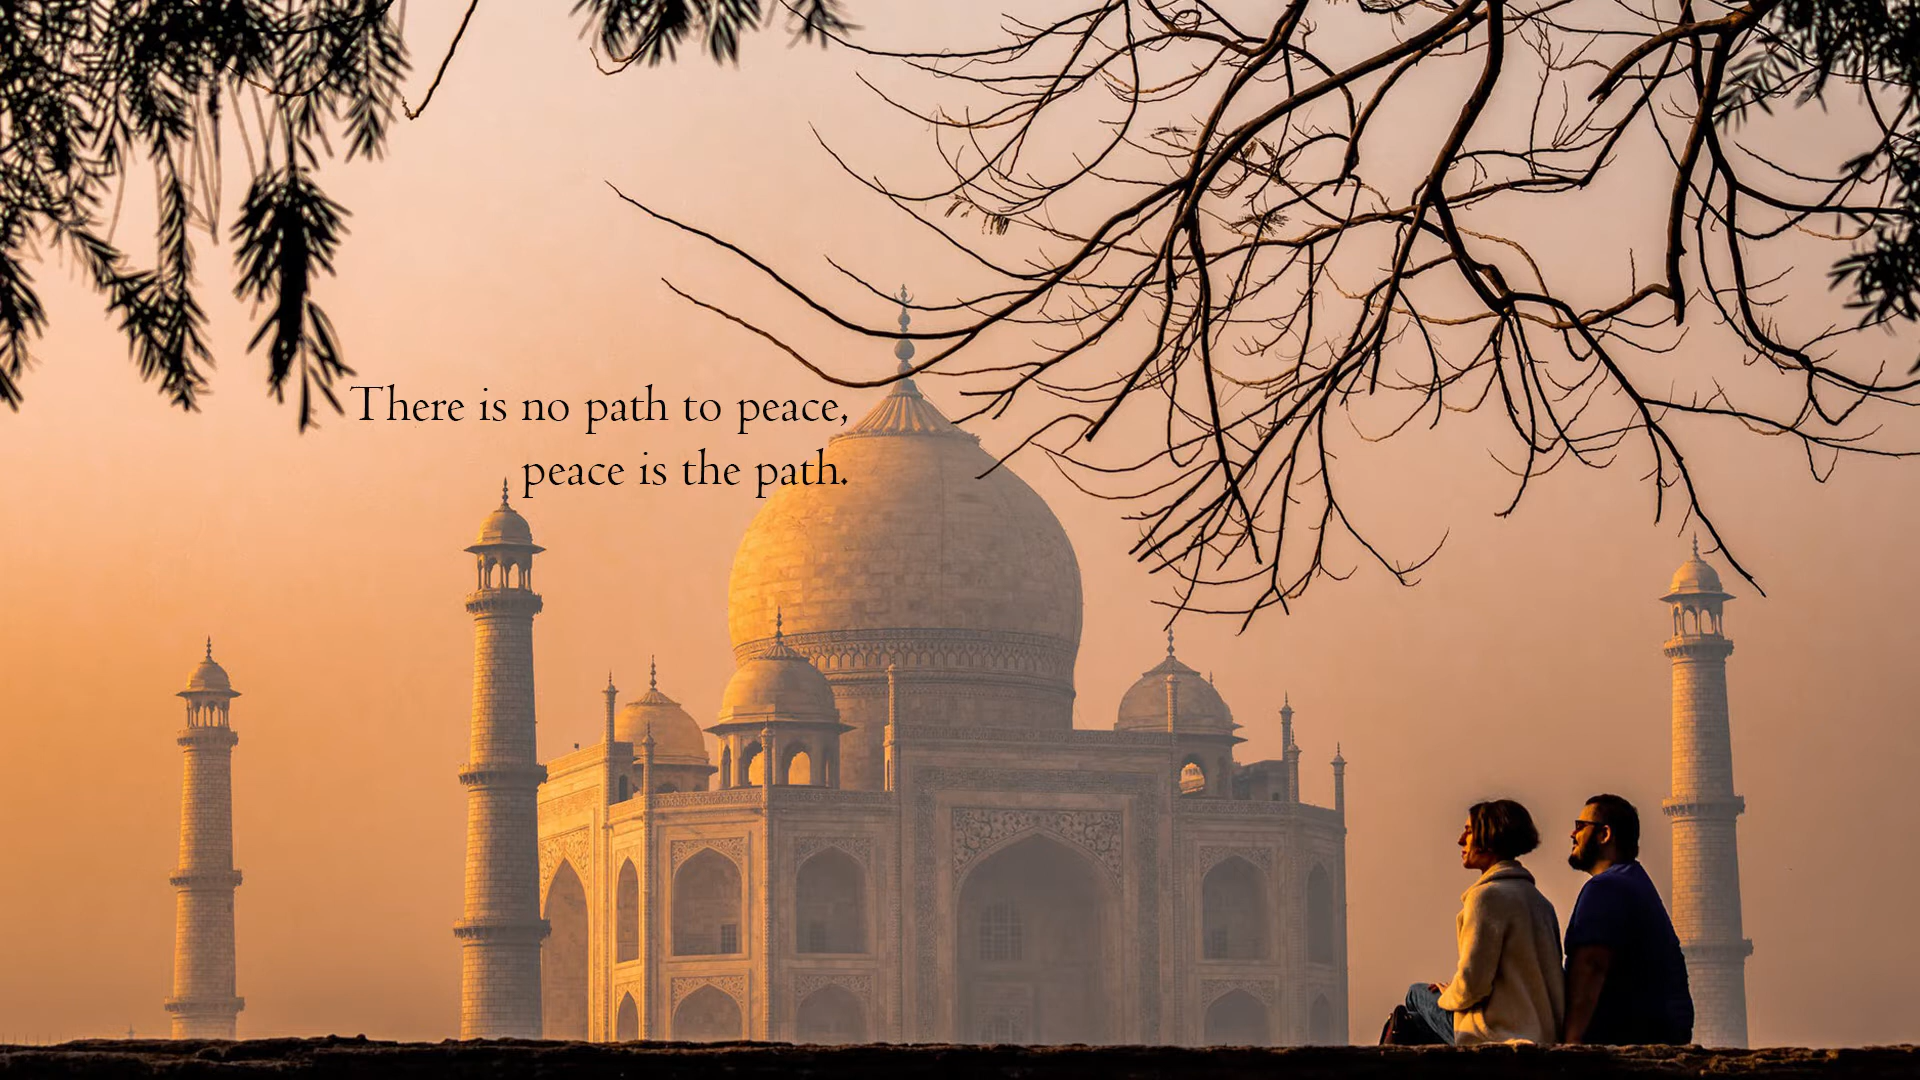 There is no path to peace,
peace is the path.